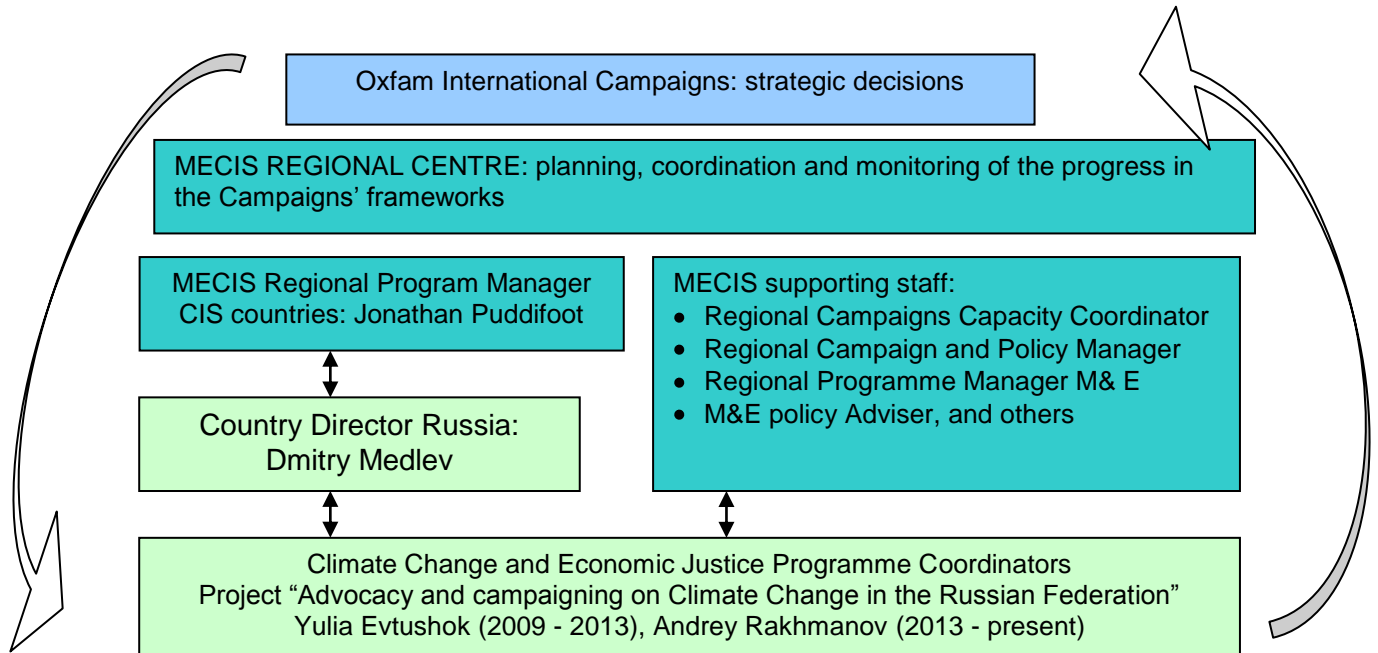 Oxfam International Campaigns: strategic decisions
MECIS REGIONAL CENTRE: planning, coordination and monitoring of the progress in
the Campaigns’ frameworks
MECIS Regional Program Manager
CIS countries: Jonathan Puddifoot
MECIS supporting staff:
• Regional Campaigns Capacity Coordinator
• Regional Campaign and Policy Manager
• Regional Programme Manager M& E
• M&E policy Adviser, and others
Country Director Russia:
Dmitry Medlev
Climate Change and Economic Justice Programme Coordinators
Project “Advocacy and campaigning on Climate Change in the Russian Federation”
Yulia Evtushok (2009 - 2013), Andrey Rakhmanov (2013 - present)